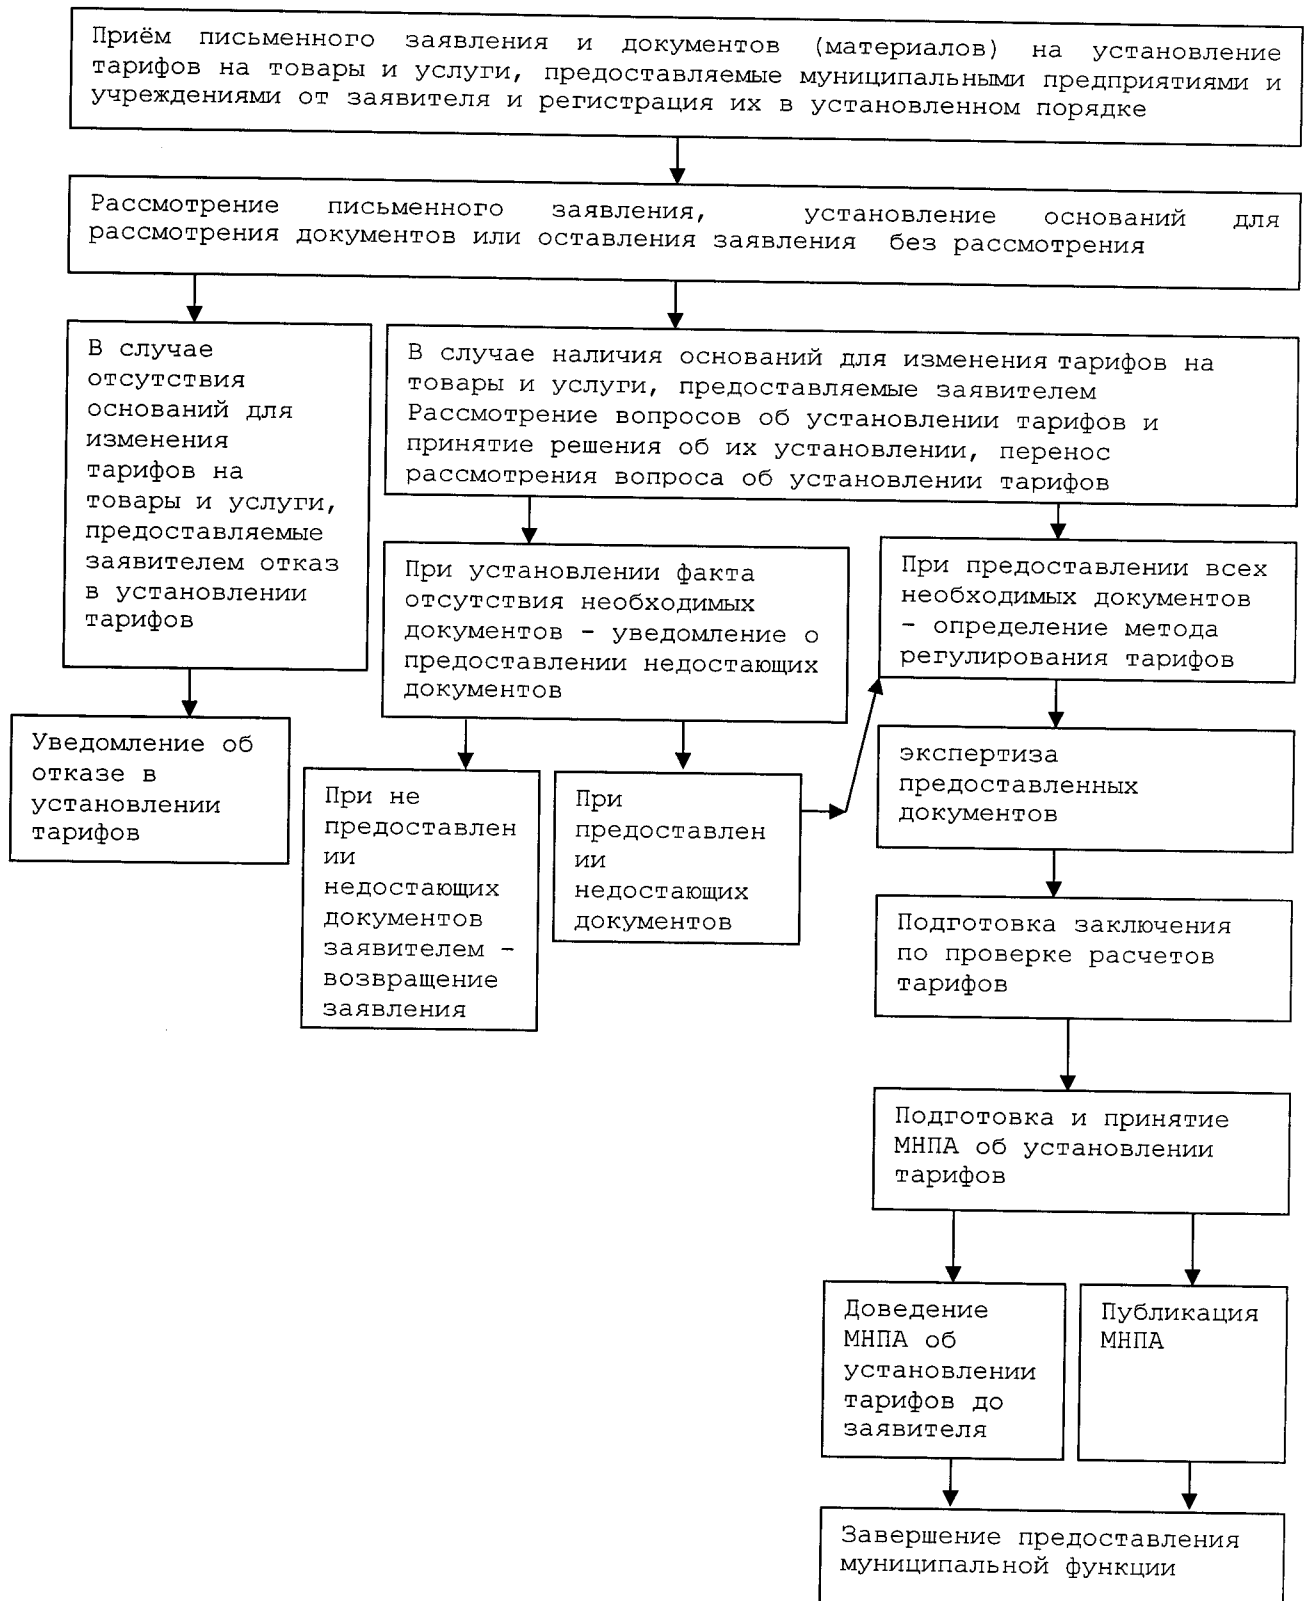 Приём письменного заявления и документов (материалов) на установление
тарифов на товары и услуги, предоставляемые муниципальными предприятиями и
учреждениями от заявителя и регистрация их в установленном порядке
Рассмотрение письменного заявления, установление оснований для
рассмотрения документов или оставления заявления без рассмотрения
В случае
отсутствия
оснований для
изменения
тарифов на
товары и услуги,
предоставляемые
заявителем отказ
в установлении
тарифов
В случае наличия оснований для изменения тарифов на
товары и услуги, предоставляемые заявителем
Рассмотрение вопросов об установлении тарифов и
принятие решения об их установлении, перенос
рассмотрения вопроса об установлении тарифов
При установлении факта
отсутствия необходимых
документов – уведомление о
предоставлении недостающих
документов
При предоставлении всех
необходимых документов
– определение метода
регулирования тарифов
Уведомление об
отказе в
установлении
тарифов
При не
предоставлен
ии
недостающих
документов
заявителем –
возвращение
заявления
При
предоставлен
ии
недостающих
документов
экспертиза
предоставленных
документов
Подготовка заключения
по проверке расчетов
тарифов
Подготовка и принятие
МНПА об установлении
тарифов
Доведение
МНПА об
установлении
тарифов до
заявителя
Публикация
МНПА
Завершение предоставления
муниципальной функции